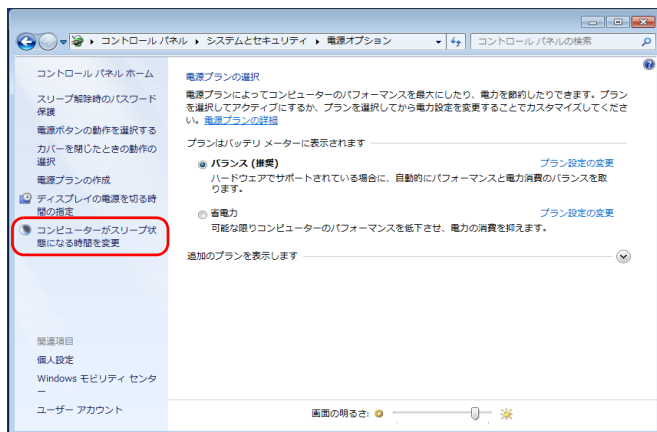 コントロール パネル ▸ システムとセキュリティ ▸ 電源オプション
コントロール パネルの検索
コントロール パネル ホーム
スリープ解除時のパスワード
保護
電源ボタンの動作を選択する
カバーを閉じたときの動作の
選択
電源プランの作成
ディスプレイの電源を切る時
間の指定
コンピューターがスリープ状
態になる時間を変更
関連項目
個人設定
Windows モビリティ センタ
ー
ユーザー アカウント
電源プランの選択
電源プランによってコンピューターのパフォーマンスを最大にしたり、電力を節約したりできます。プラン
を選択してアクティブにするか、プランを選択してから電力設定を変更することでカスタマイズしてくださ
い。電源プランの詳細
プランはバッテリ メーターに表示されます
バランス (推奨) プラン設定の変更
ハードウェアでサポートされている場合に、自動的にパフォーマンスと電力消費のバランスを取
ります。
省電力 プラン設定の変更
可能な限りコンピューターのパフォーマンスを低下させ、電力の消費を抑えます。
追加のプランを表示します
画面の明るさ: